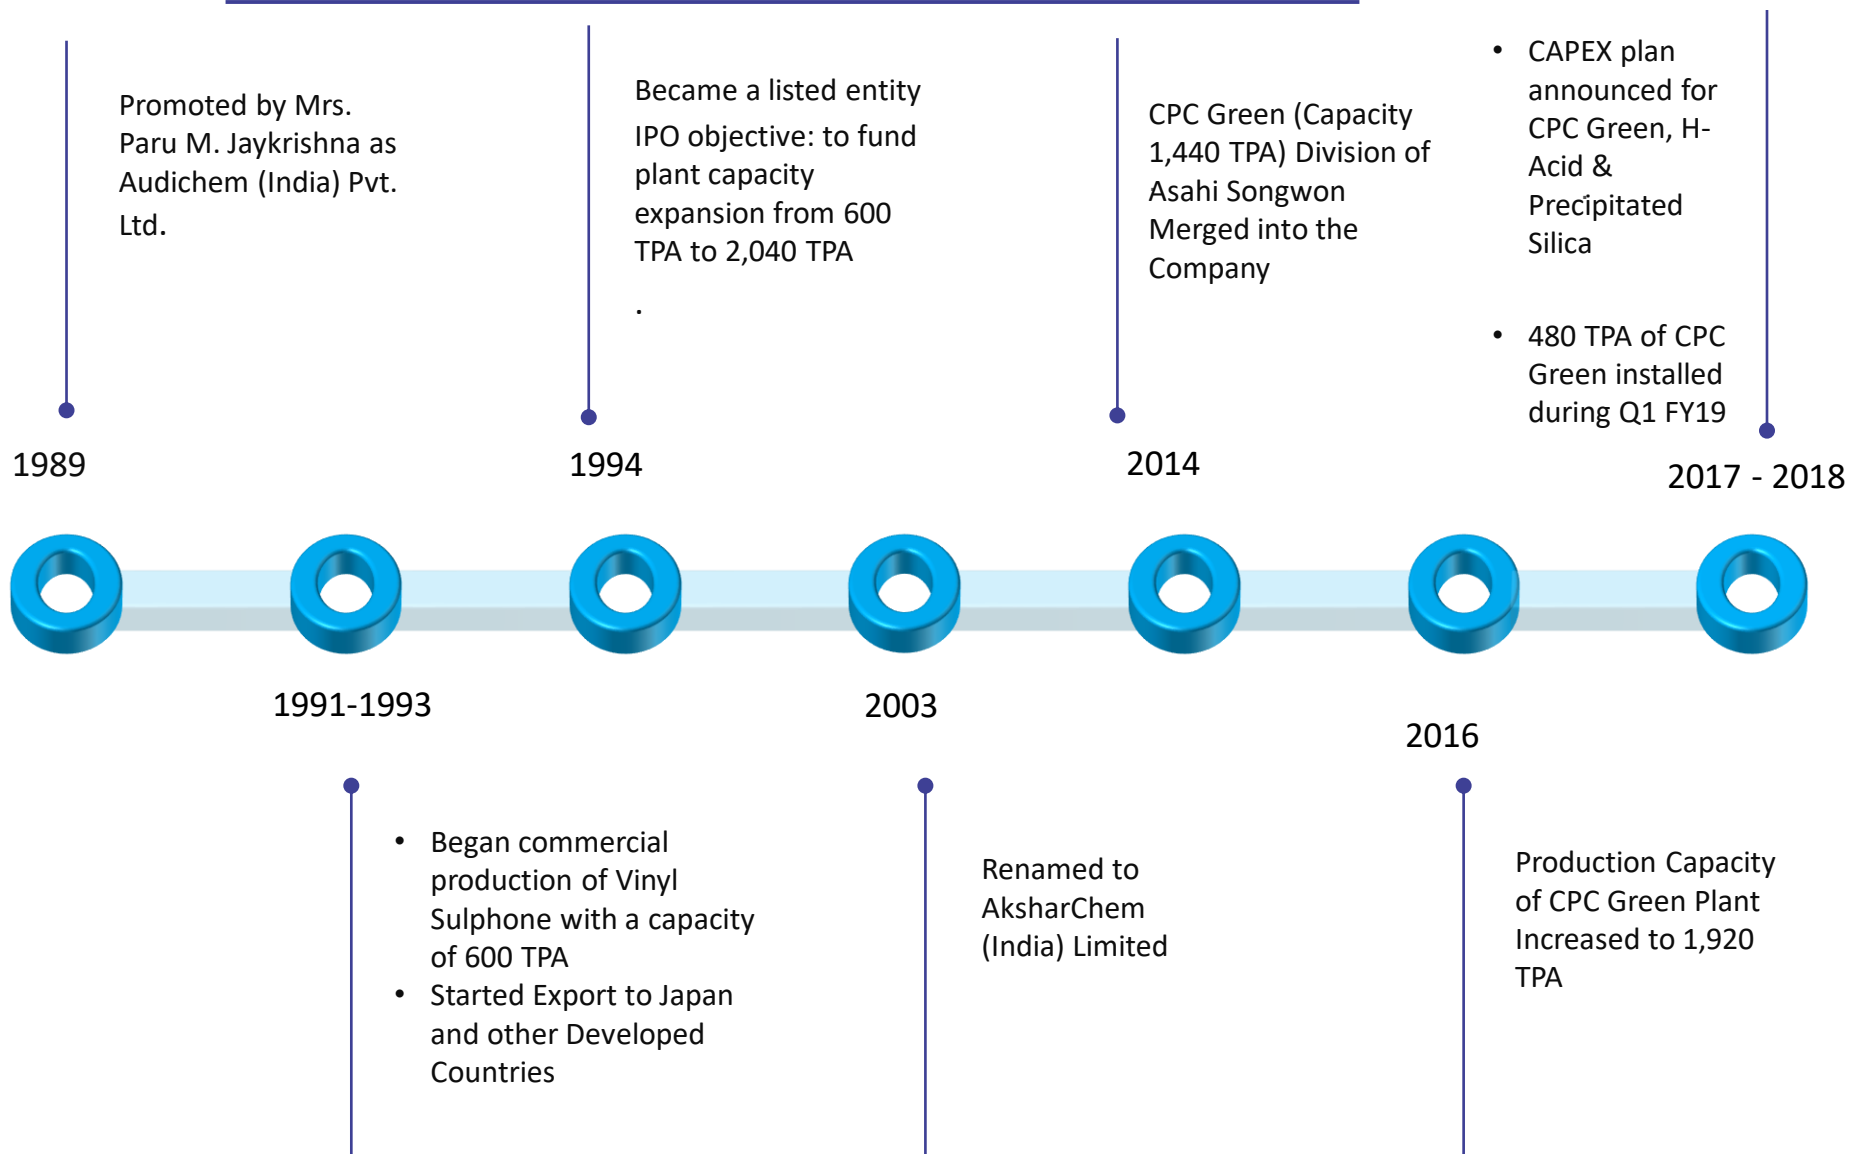 Promoted by Mrs.
Paru M. Jaykrishna as
Audichem (India) Pvt.
Ltd.
1989
Became a listed entity
IPO objective: to fund
plant capacity
expansion from 600
TPA to 2,040 TPA
.
1994
CPC Green (Capacity
1,440 TPA) Division of
Asahi Songwon
Merged into the
Company
2014
• CAPEX plan
announced for
CPC Green, H-
Acid &
Precipitated
Silica
• 480 TPA of CPC
Green installed
during Q1 FY19
2017 - 2018
1991-1993
• Began commercial
production of Vinyl
Sulphone with a capacity
of 600 TPA
• Started Export to Japan
and other Developed
Countries
2003
Renamed to
AksharChem
(India) Limited
2016
Production Capacity
of CPC Green Plant
Increased to 1,920
TPA